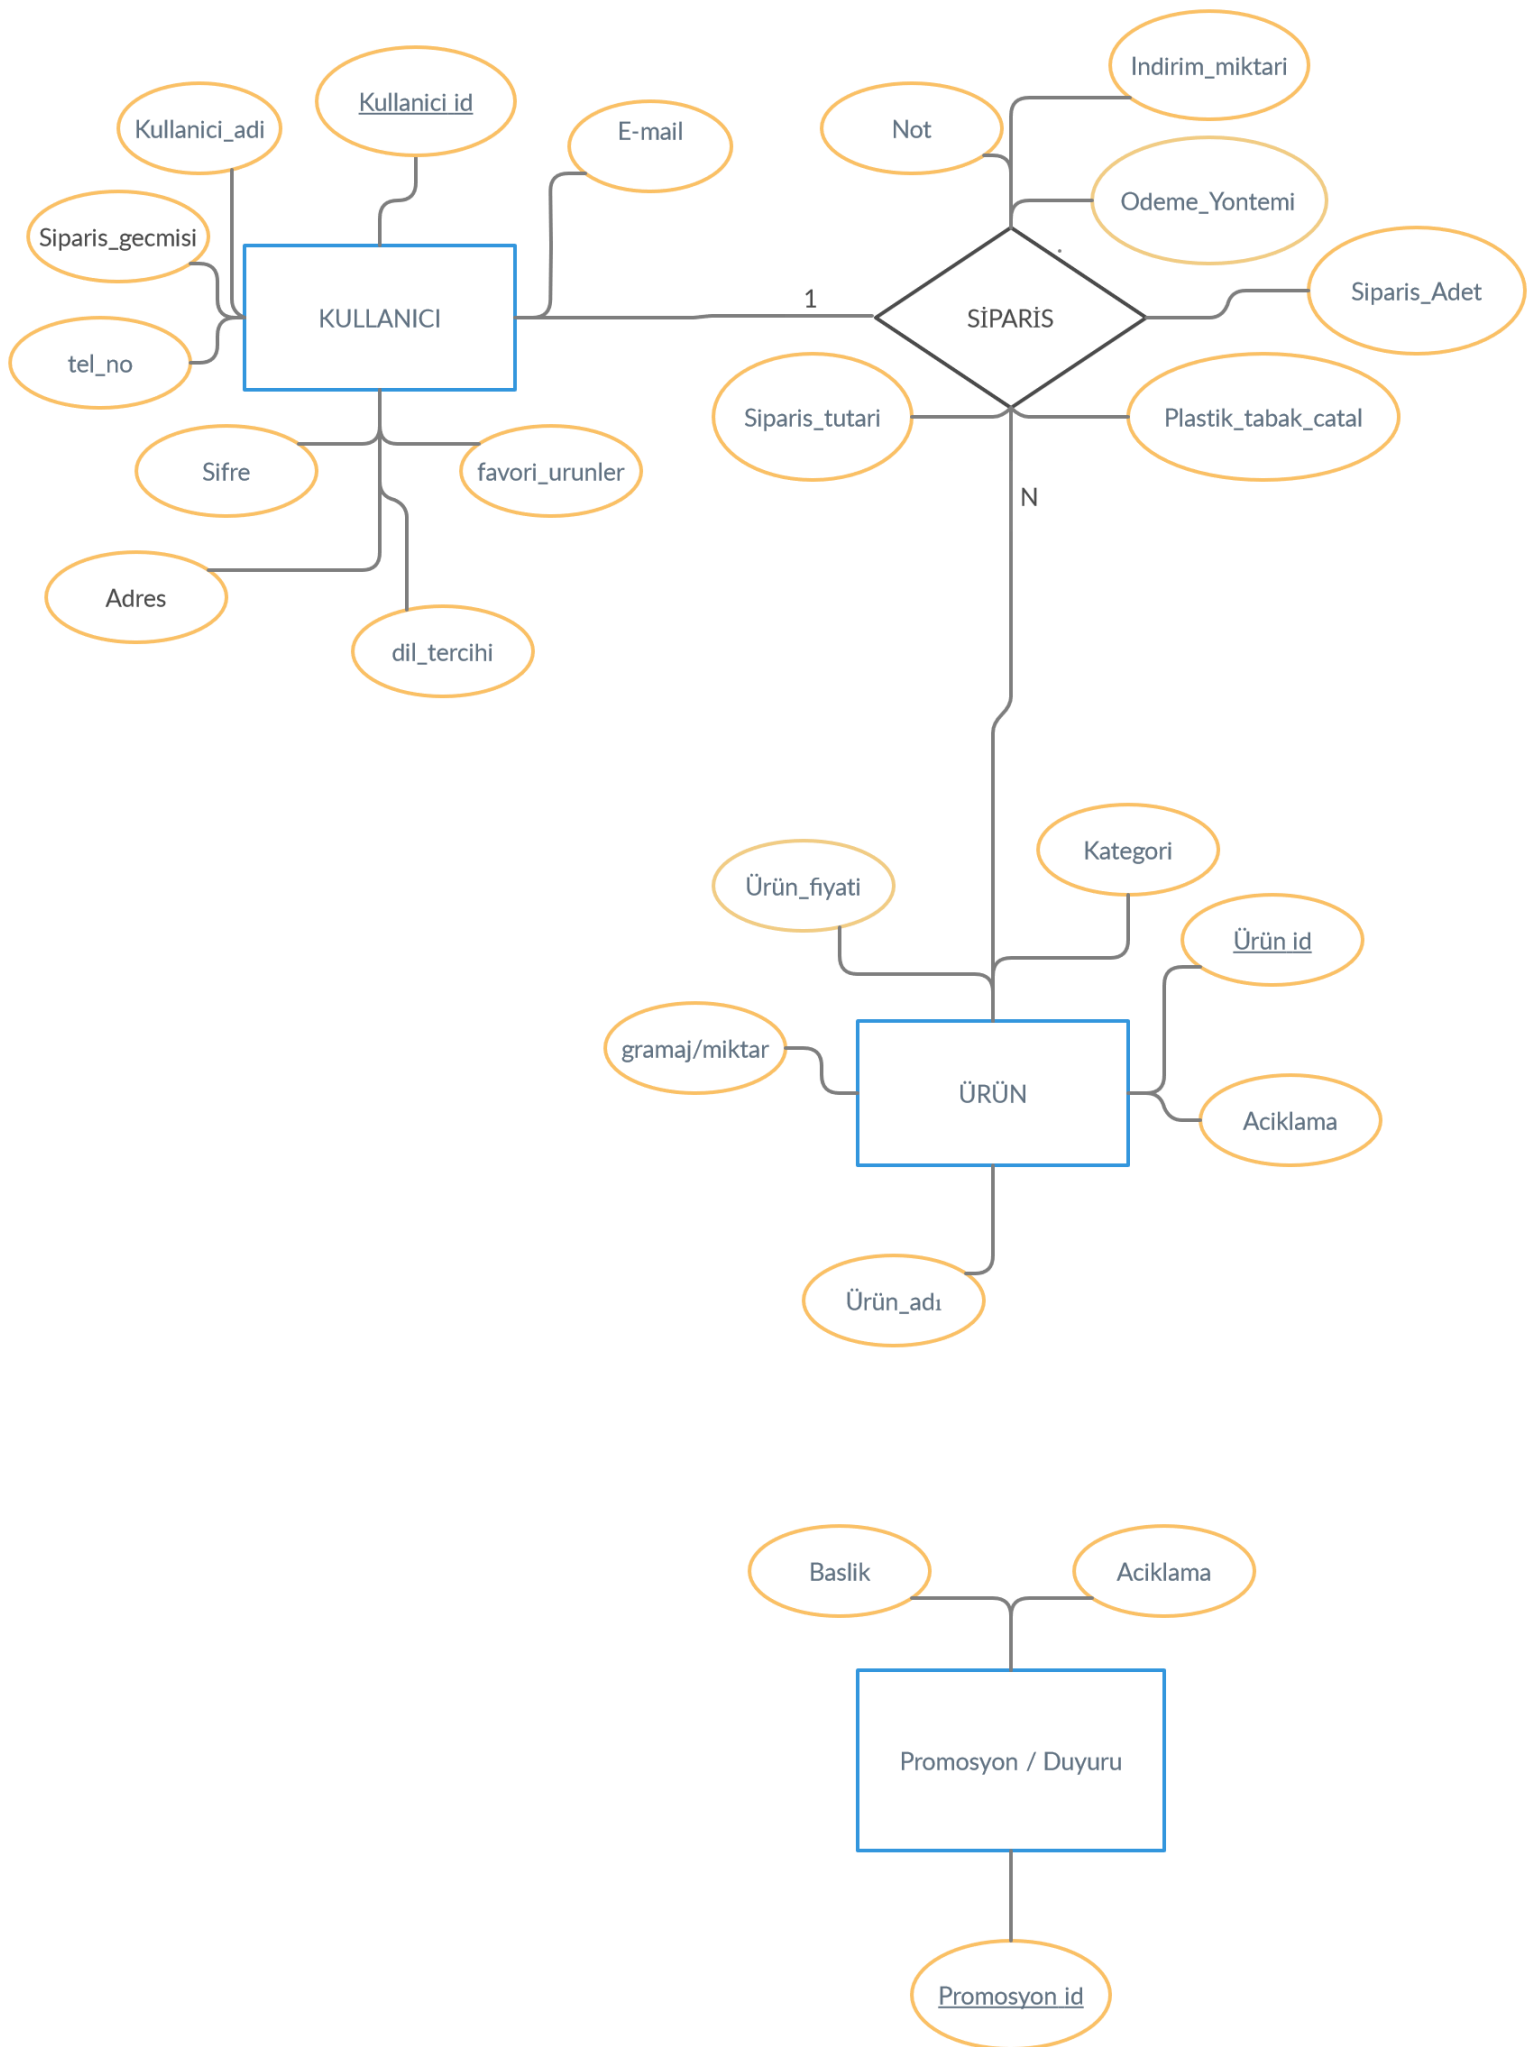 Indirim_miktari
Kullanici id
Kullanici_adi
E-mail
Not
Odeme_Yontemi
Siparis_gecmisi
Siparis_Adet
1
KULLANICI
SİPARİS
tel_no
Siparis_tutari
Plastik_tabak_catal
Sifre
favori_urunler
N
Adres
dil_tercihi
Kategori
Ürün_fiyati
Ürün id
gramaj/miktar
ÜRÜN
Aciklama
Ürün_adı
Baslik
Aciklama
Promosyon / Duyuru
Promosyon id